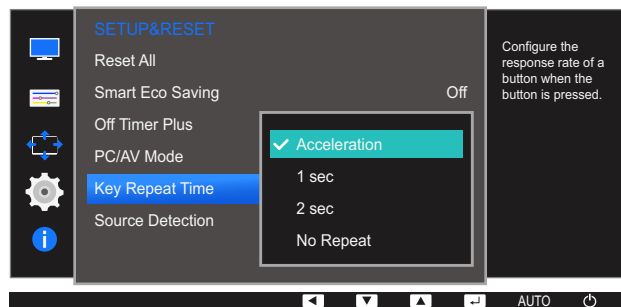 SETUP&RESET
Reset All
Smart Eco Saving Off
Off Timer Plus
PC/AV Mode
Key Repeat Time
Source Detection
Acceleration
1 sec
2 sec
No Repeat
Configure the
response rate of a
button when the
button is pressed.
AUTO